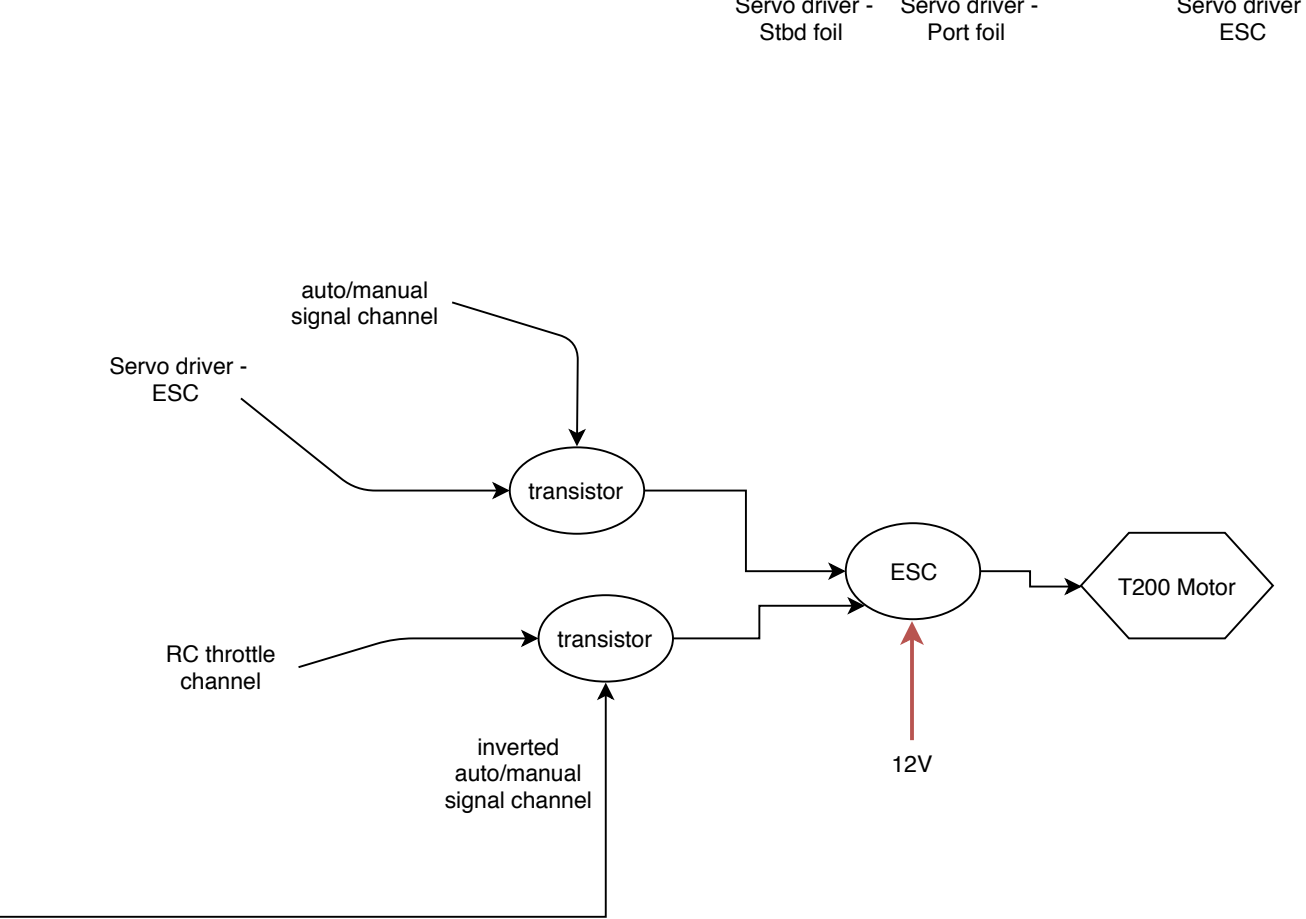 Servo driver -
Stbd foil
Servo driver -
Port foil
Servo driver
ESC
auto/manual
signal channel
Servo driver -
ESC
transistor
ESC
T200 Motor
transistor
RC throttle
channel
inverted
auto/manual
signal channel
12V